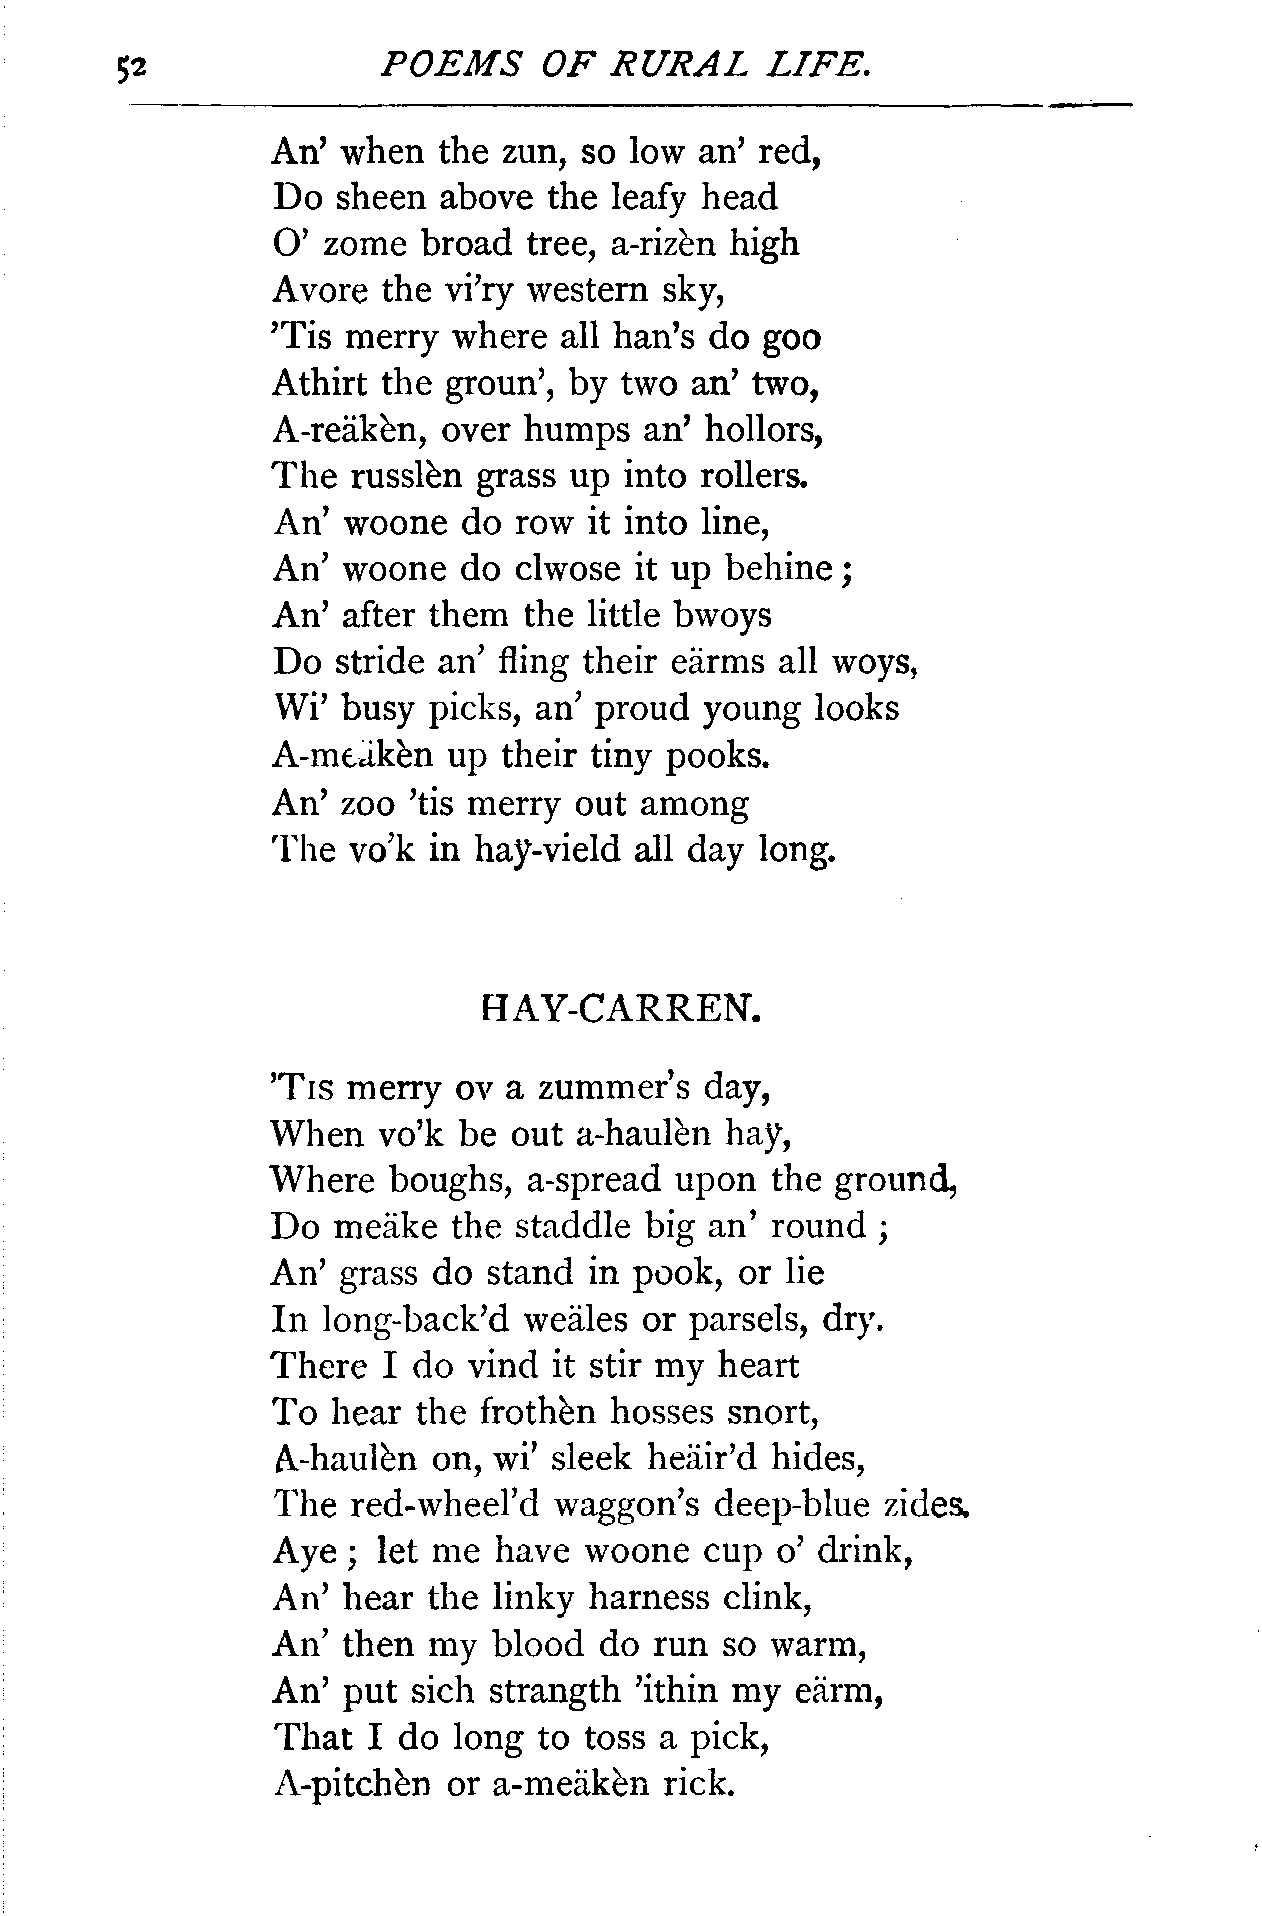 52 POEMS OF RURAL LIFE.
An' when the zun, so low an' red,
Do sheen above the leafy head
O' zome broad tree, a-rizèn high
Avore the vi'ry western sky,
'Tis merry where all han's do goo
Athirt the groun', by two an' two,
A-reäkèn, over humps an' hollors,
The russlèn grass up into rollers.
An' woone do row it into line,
An' woone do clwose it up behine ;
An' after them the little bwoys
Do stride an' fling their eärms all woys,
Wi' busy picks, an' proud young looks
A-meäkèn up their tiny pooks.
An' zoo 'tis merry out among
The vo'k in haÿ-vield all day long.
HAY-CARREN.
'Tis merry ov a zummer's day,
When vo'k be out a-haulèn haÿ,
Where boughs, a-spread upon the ground,
Do meäke the staddle big an' round ;
An' grass do stand in pook, or lie
In long-back'd weäles or parsels, dry.
There I do vind it stir my heart
To hear the frothèn hosses snort,
A-haulèn on, wi' sleek heäir'd hides,
The red-wheel'd waggon's deep-blue zides.
Aye ; let me have woone cup o' drink,
An' hear the linky harness clink,
An' then my blood do run so warm,
An' put sich strangth 'ithin my eärm,
That I do long to toss a pick,
A-pitchèn or a-meäkèn rick.